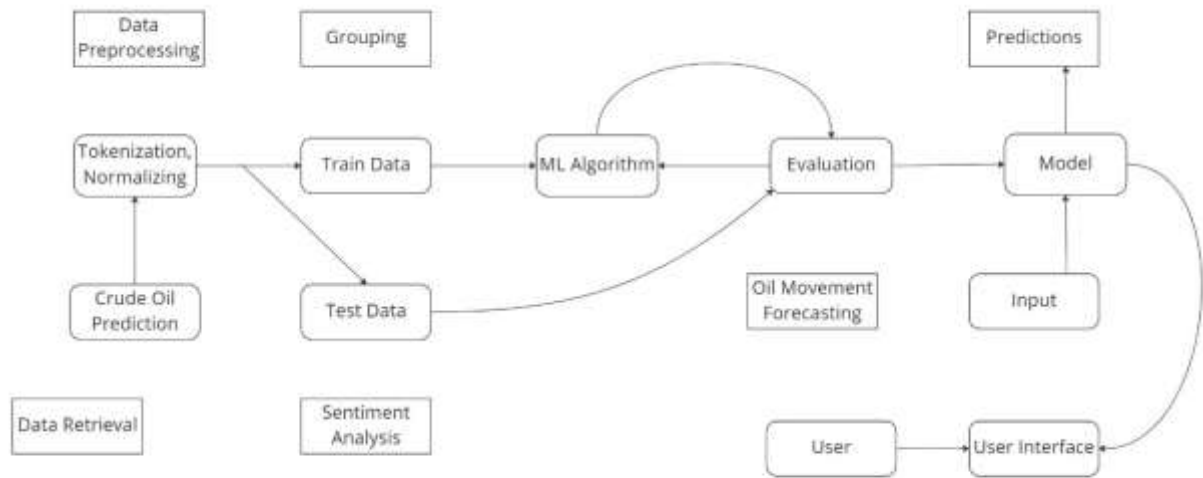 Data
Preprocessing
Grouping
Predictions
Tokenization,
Normalizing
Train Data
ML Algorithm
Evaluation
Model
Crude Oil
Prediction
Test Data
Oil Movement
Forecasting
Input
Data Retrieval
Sentiment
Analysis
User
User Interface